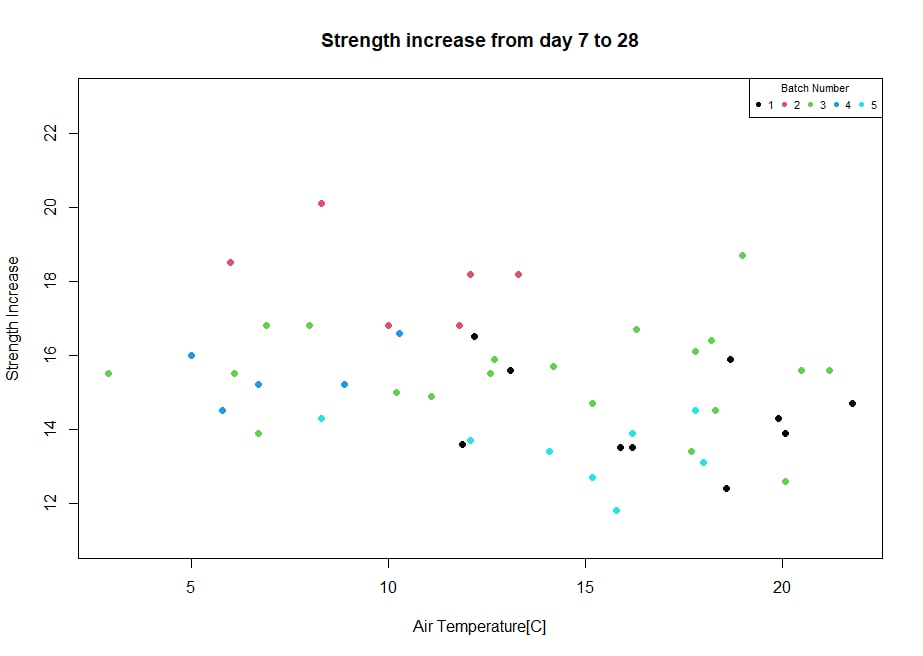 Strength increase from day 7 to 28
Batch Number
1 2 3 4 5
22
20
18
16
14
12
Strength Increase
5 10 15 20
Air Temperature[C]